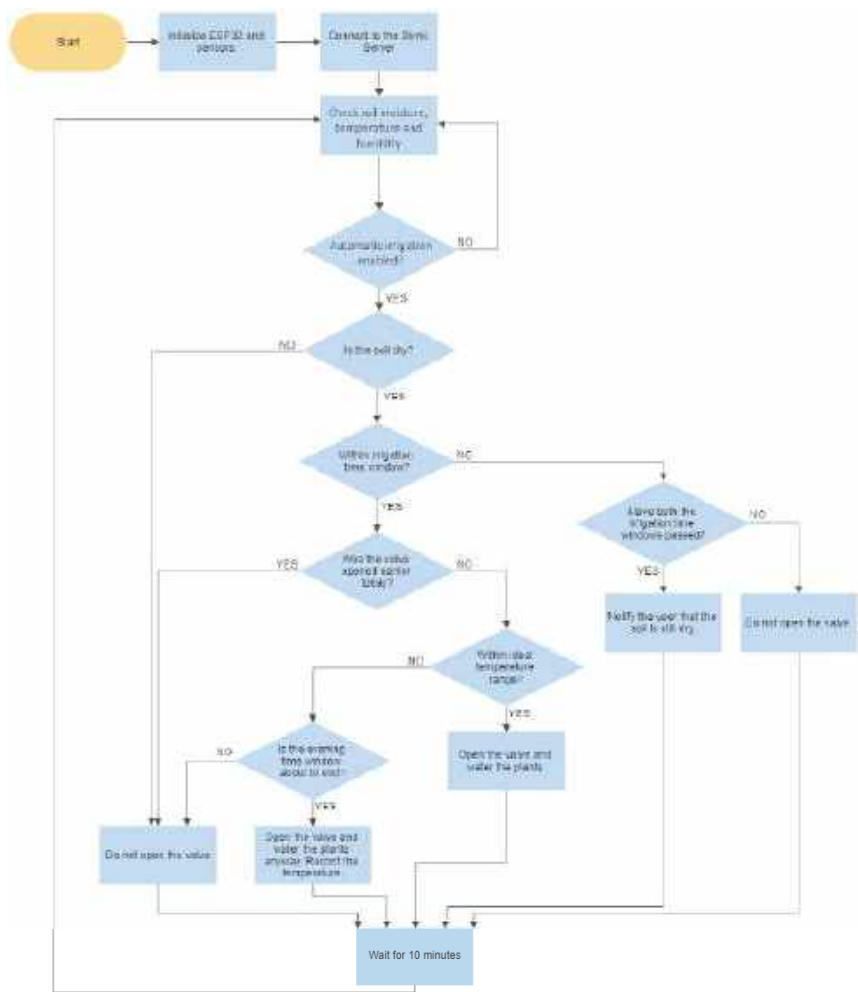 Start
Initialize ESP32 and
sensors
Connect to the
Server
Check soil moisture,
temperature and
humidity
Automatic irrigation
enabled?
NO
YES
Is the soil dry?
NO
YES
Within irrigation
time window?
NO
YES
Have both the
irrigation time
windows passed?
NO
YES
Was the valve
opened earlier
today?
YES
NO
Notify the user that the
soil is still dry
Do not open the valve
Within ideal
temperature
range?
NO
YES
Is the evening
time window
about to end?
NO
YES
Open the valve and
water the plants
Do not open the valve
Open the valve and
water the plants
anyway. the
temperature
Wait for 10 minutes